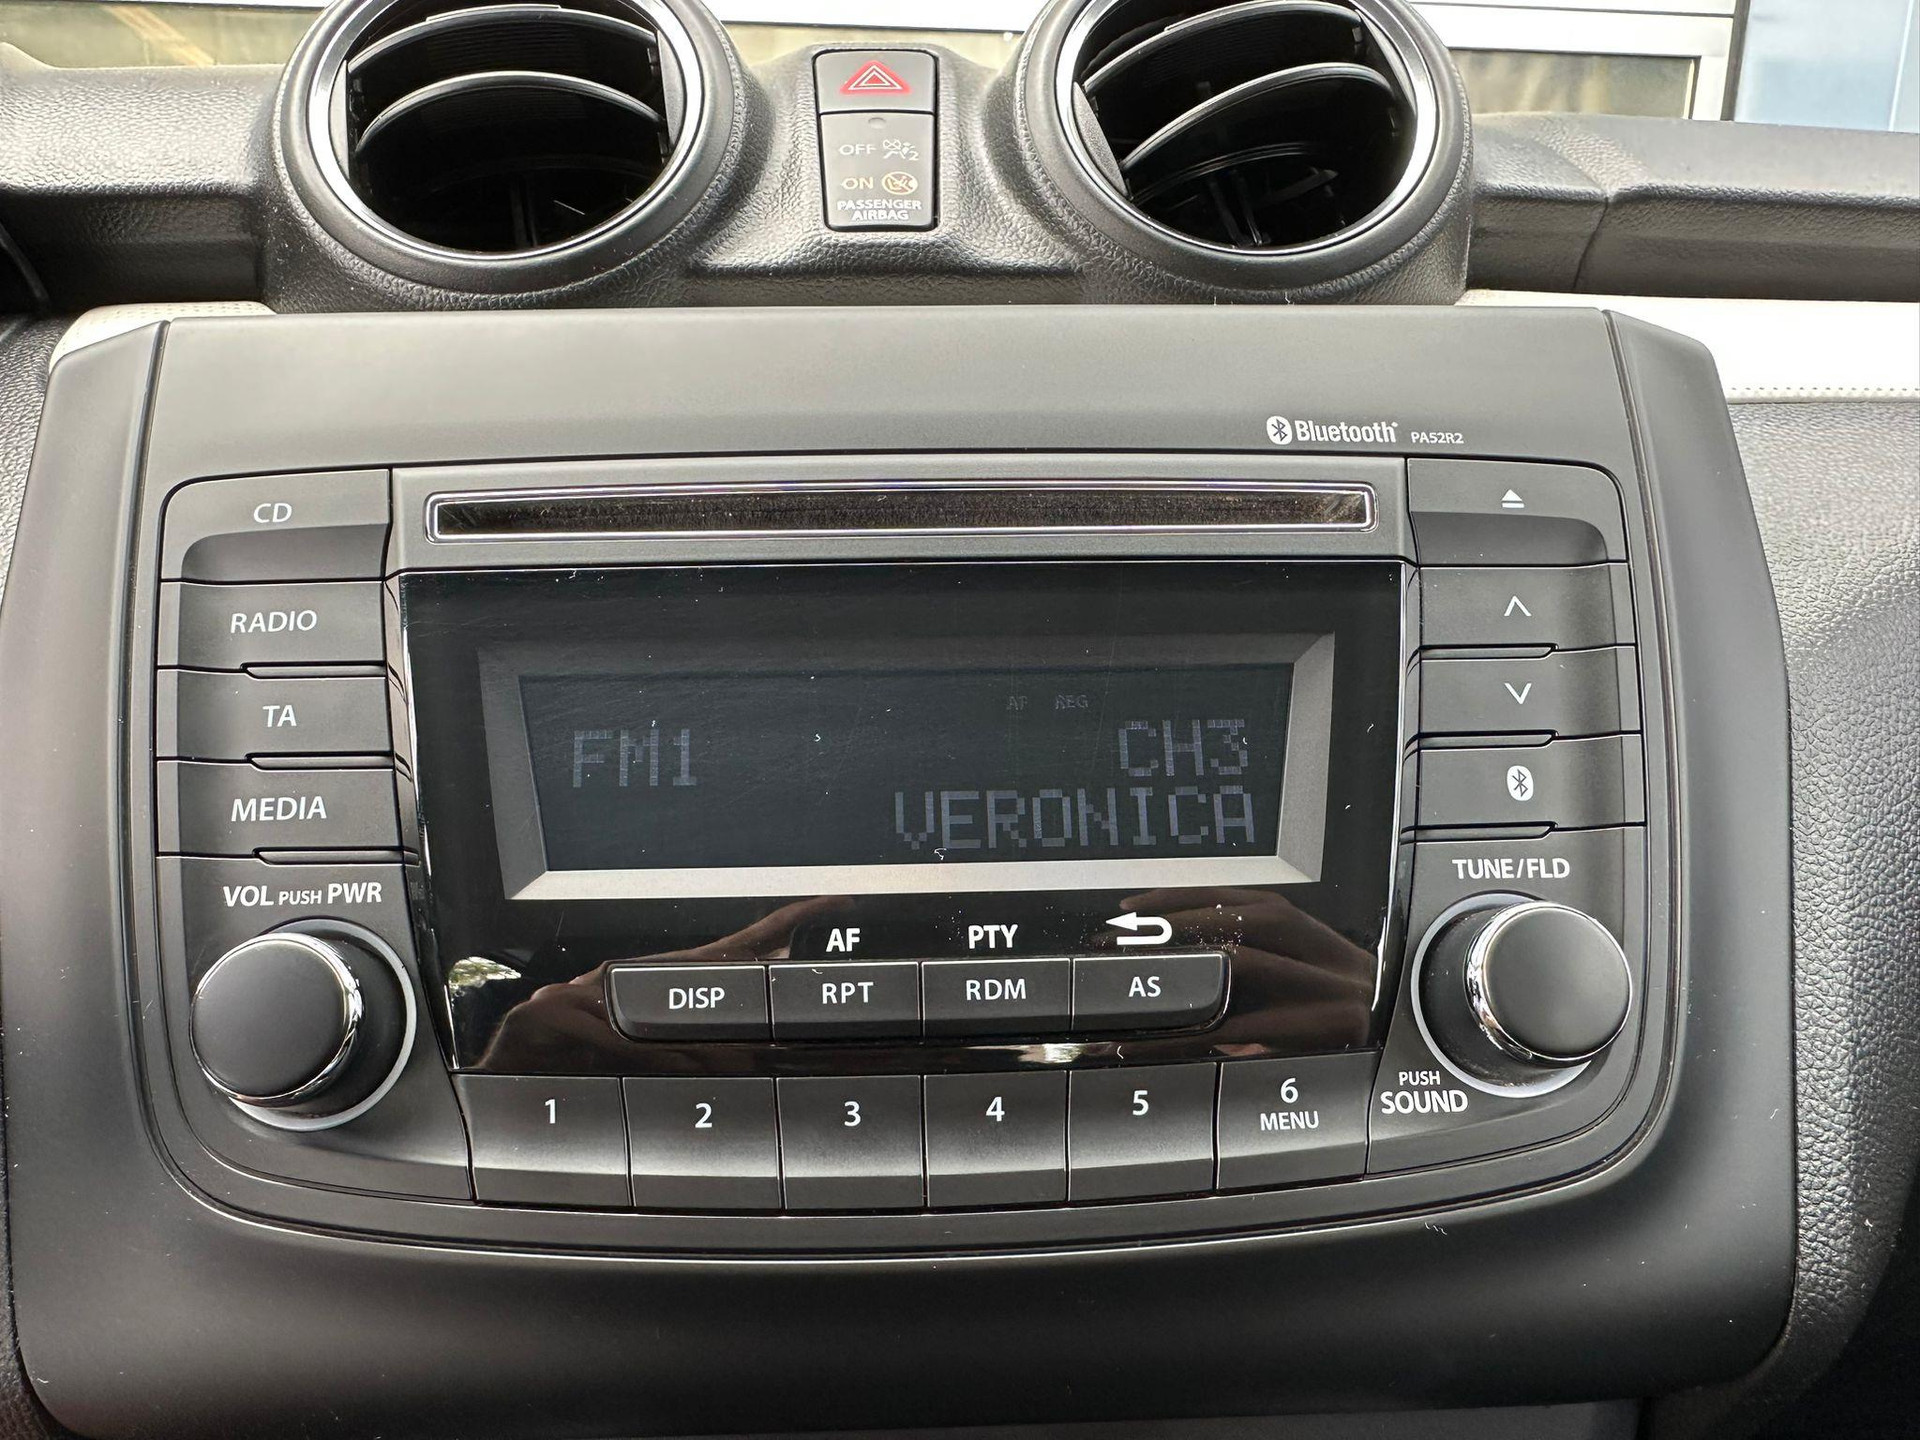 OFF 2
ON
PASSENGER
AIRBAG
Bluetooth PA52R2
CD
RADIO
TA
MEDIA
AF REG
FM1 CH3
VERONICA
VOL PUSH PWR
TUNE/FLD
AF PTY
DISP RPT RDM AS
PUSH
SOUND
1 2 3 4 5 6
MENU